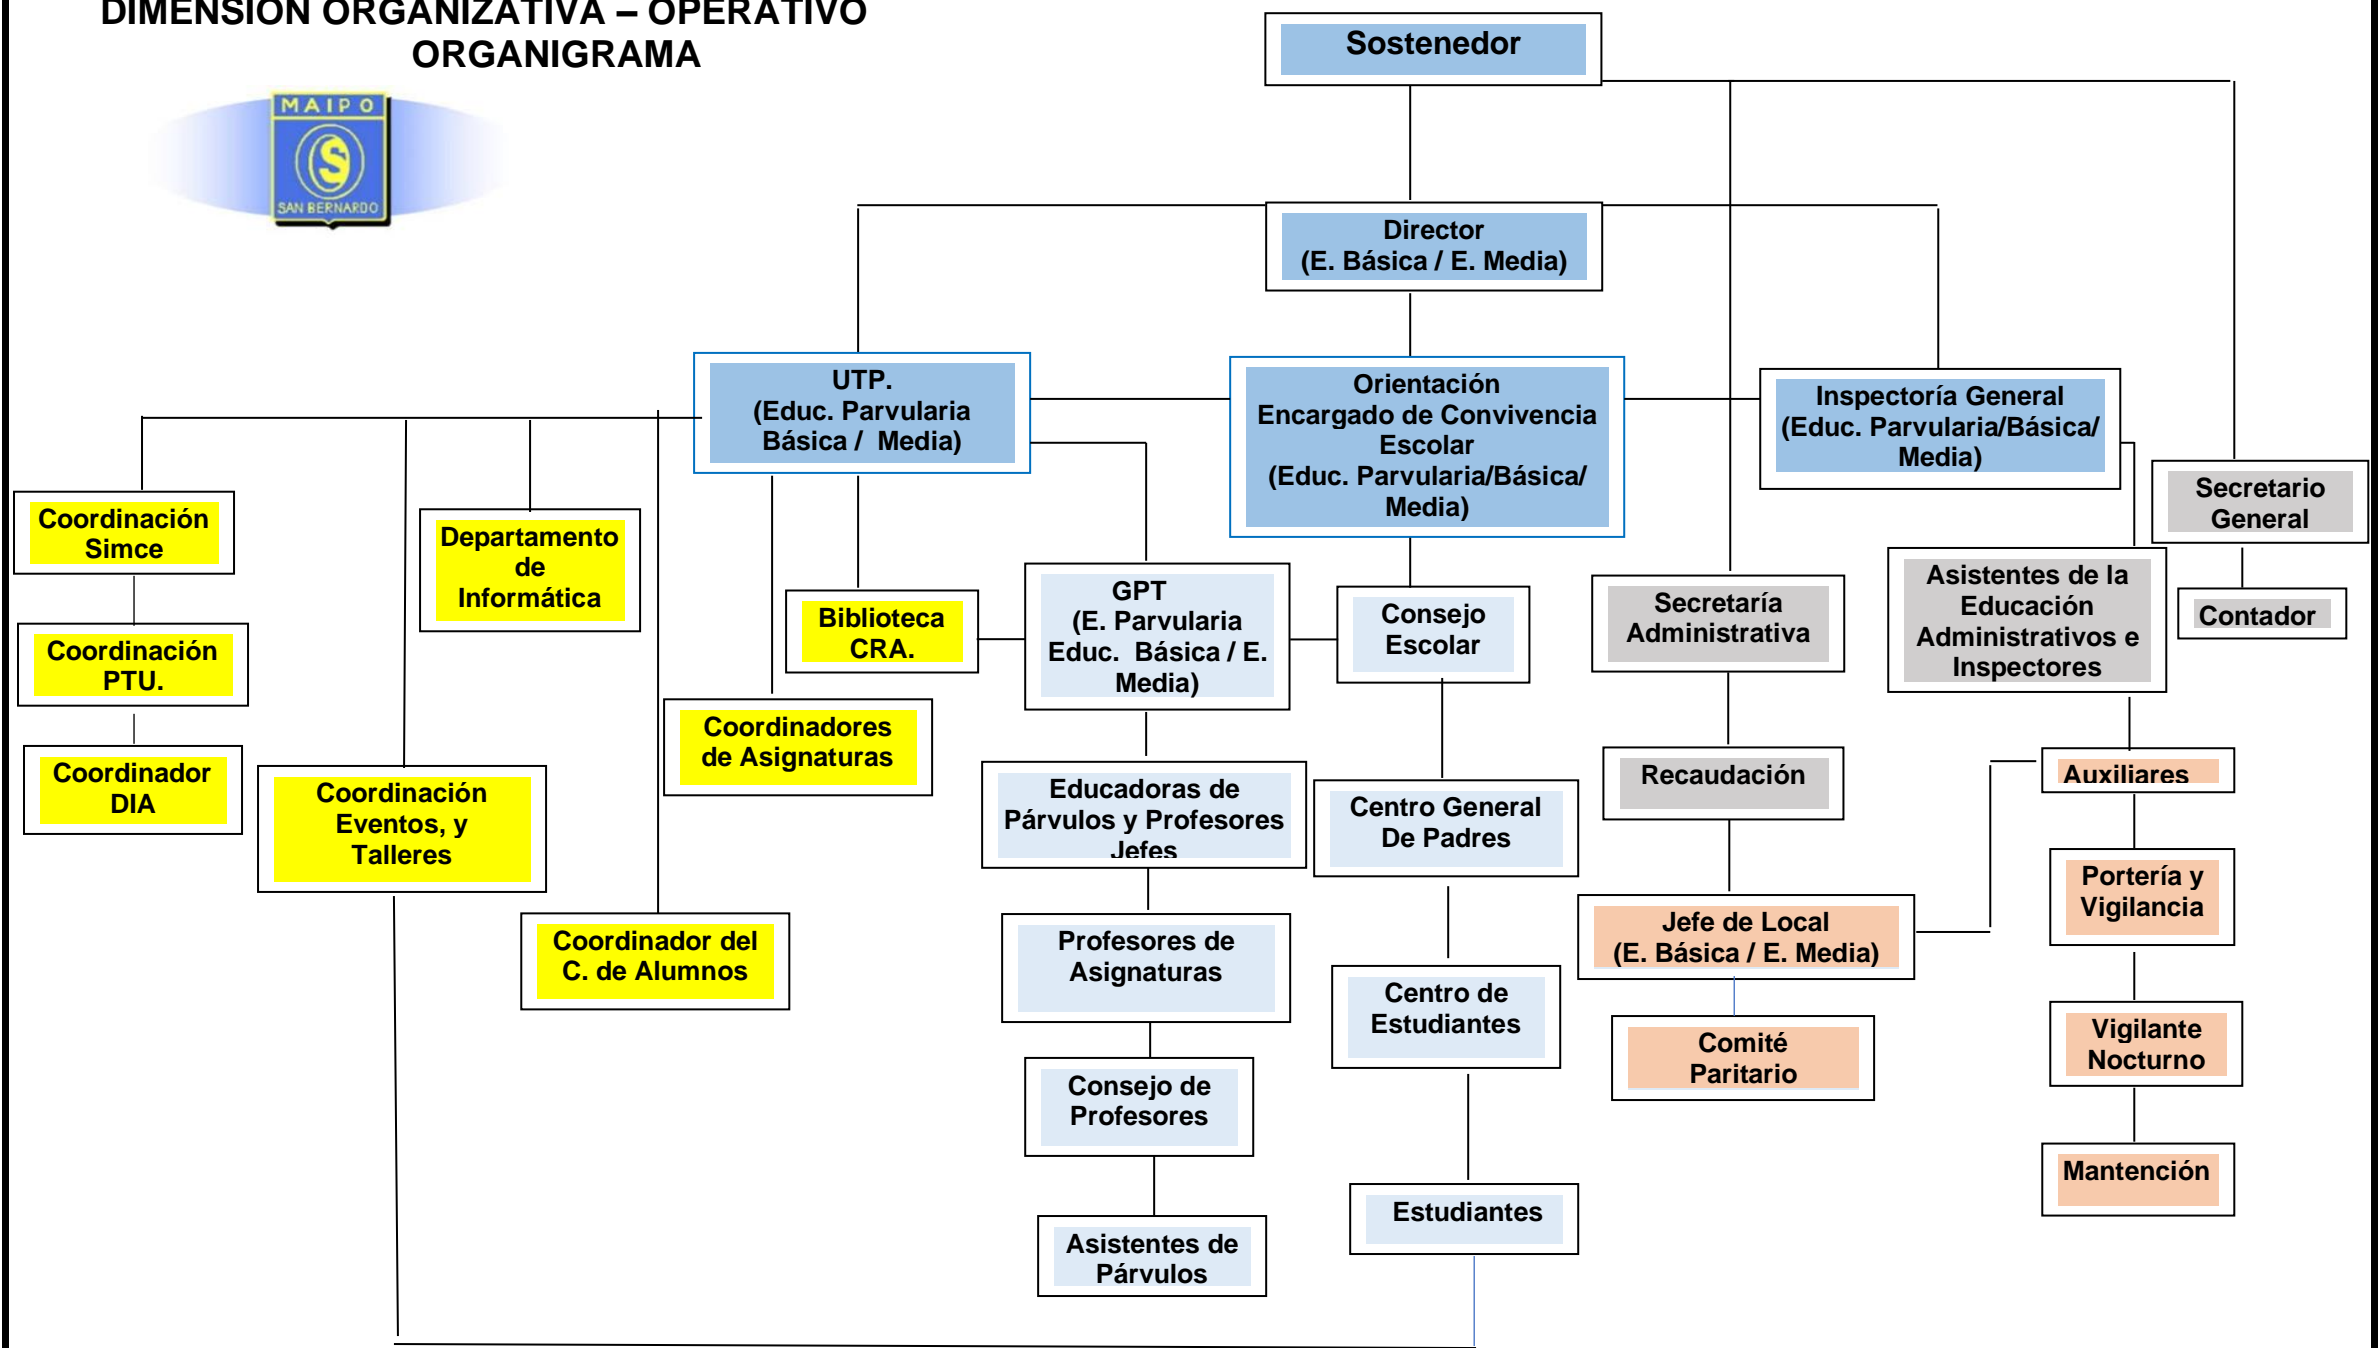 DIMENSIÓN ORGANIZATIVA – OPERATIVO
ORGANIGRAMA
MAIPO
S
SAN BERNARDO
Sostenedor
Director
(E. Básica / E. Media)
UTP.
(Educ. Parvularia
Básica / Media)
Orientación
Encargado de Convivencia
Escolar
(Educ. Parvularia/Básica/
Media)
Inspectoría General
(Educ. Parvularia/Básica/
Media)
Secretario
General
Contador
Coordinación
Simce
Coordinación
PTU.
Coordinador
DIA
Departamento
de
Informática
Coordinación
Eventos, y
Talleres
Coordinador del
C. de Alumnos
Coordinadores
de Asignaturas
Biblioteca
CRA.
GPT
(E. Parvularia
Educ. Básica / E.
Media)
Educadoras de
Párvulos y Profesores
Jefes
Profesores de
Asignaturas
Consejo de
Profesores
Asistentes de
Párvulos
Consejo
Escolar
Centro General
De Padres
Centro de
Estudiantes
Estudiantes
Secretaría
Administrativa
Recaudación
Jefe de Local
(E. Básica / E. Media)
Comité
Paritario
Asistentes de la
Educación
Administrativos e
Inspectores
Auxiliares
Portería y
Vigilancia
Vigilante
Nocturno
Mantención